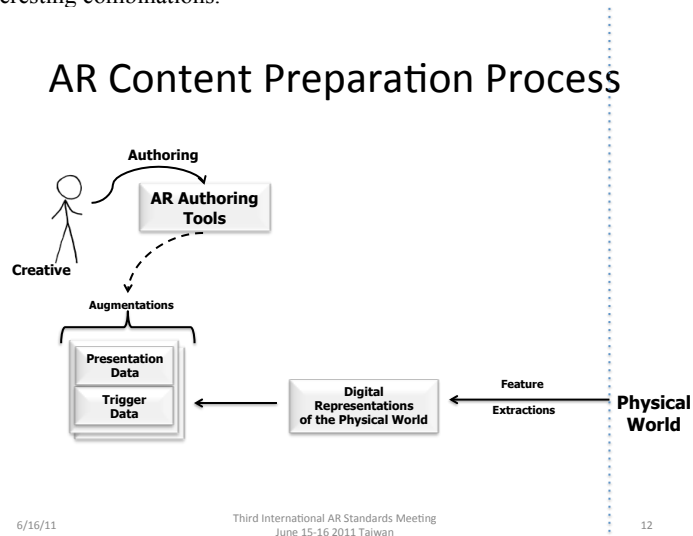 AR Content Preparation Process
Authoring
AR Authoring
Tools
Creative
Augmentations
Presentation
Data
Trigger
Data
Digital
Representations
of the Physical World
Feature
Extractions
Physical
World
6/16/11
Third International AR Standards Meeting
June 15-16 2011 Taiwan
12